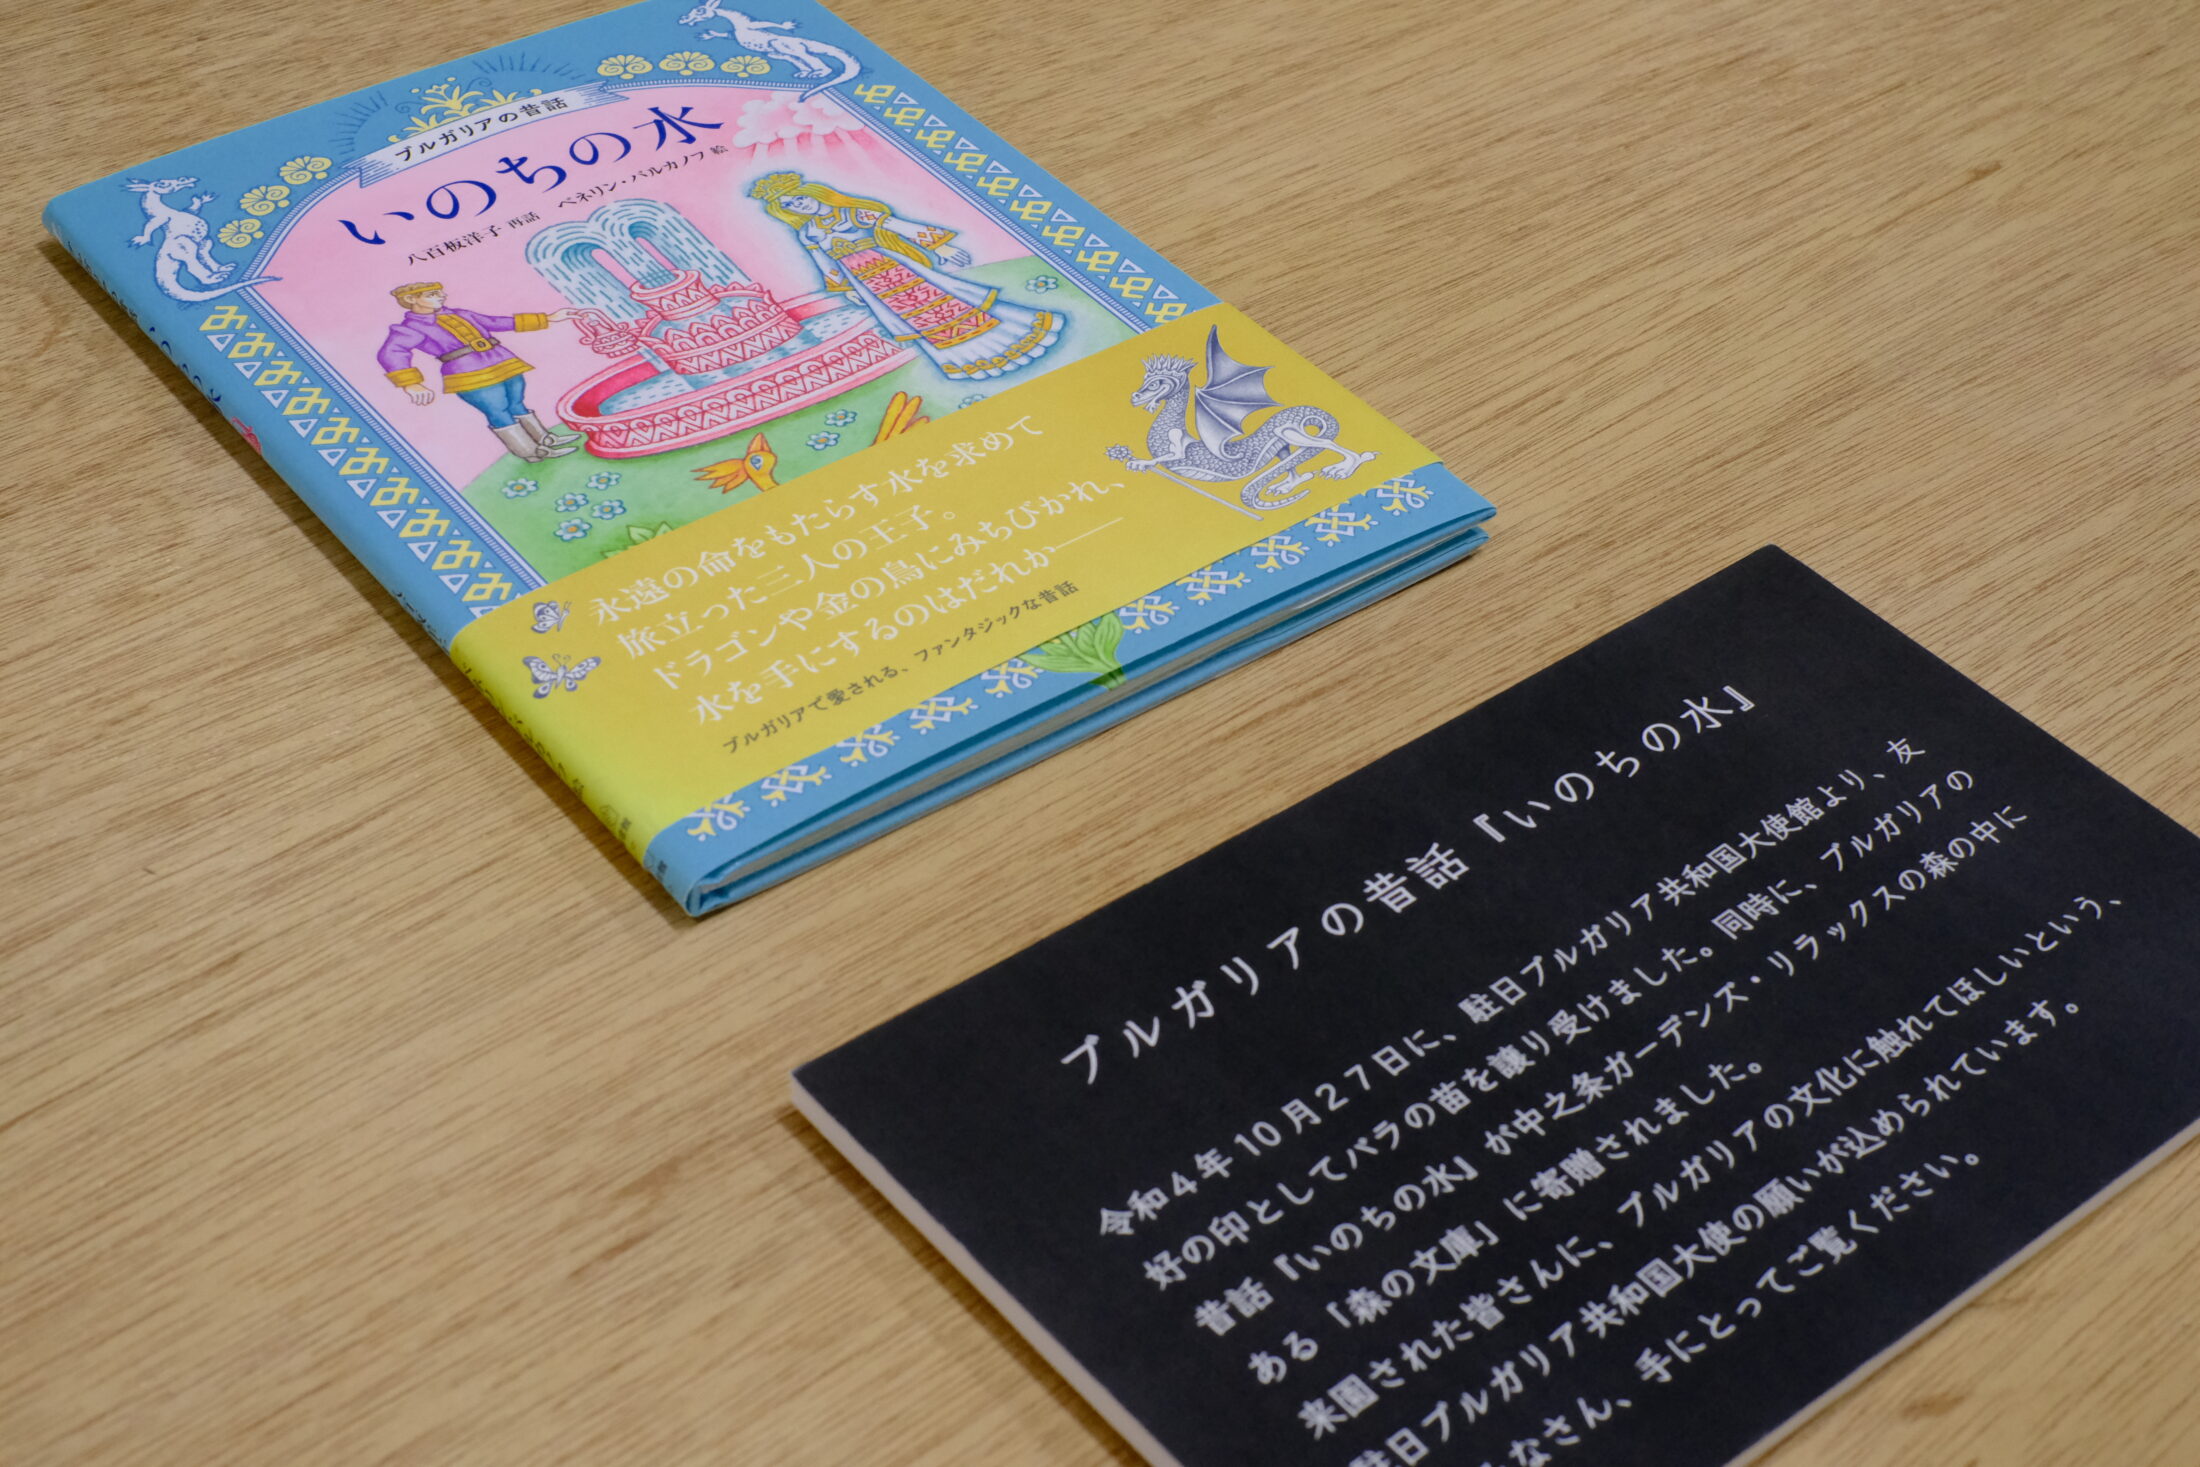 ブルガリアの昔話
いのちの水
八百板洋子 再話 ベネリン・バルカノフ 絵
永遠の命をもたらす水を求めて
旅立った三人の王子。
ドラゴンや金の鳥にみちびかれ、
水を手にするのはだれか――
ブルガリアで愛される、ファンタジックな昔話
ブルガリアの昔話『いのちの水』
令和4年10月27日に、駐日ブルガリア共和国大使館より、友
好の印としてバラの苗を譲り受けました。同時に、ブルガリアの
昔話『いのちの水』が中之条ガーデンズ・リラックスの森の中に
ある「森の文庫」に寄贈されました。
来園された皆さんに、ブルガリアの文化に触れてほしいという、
駐日ブルガリア共和国大使の願いが込められています。
なさん、手にとってご覧ください。